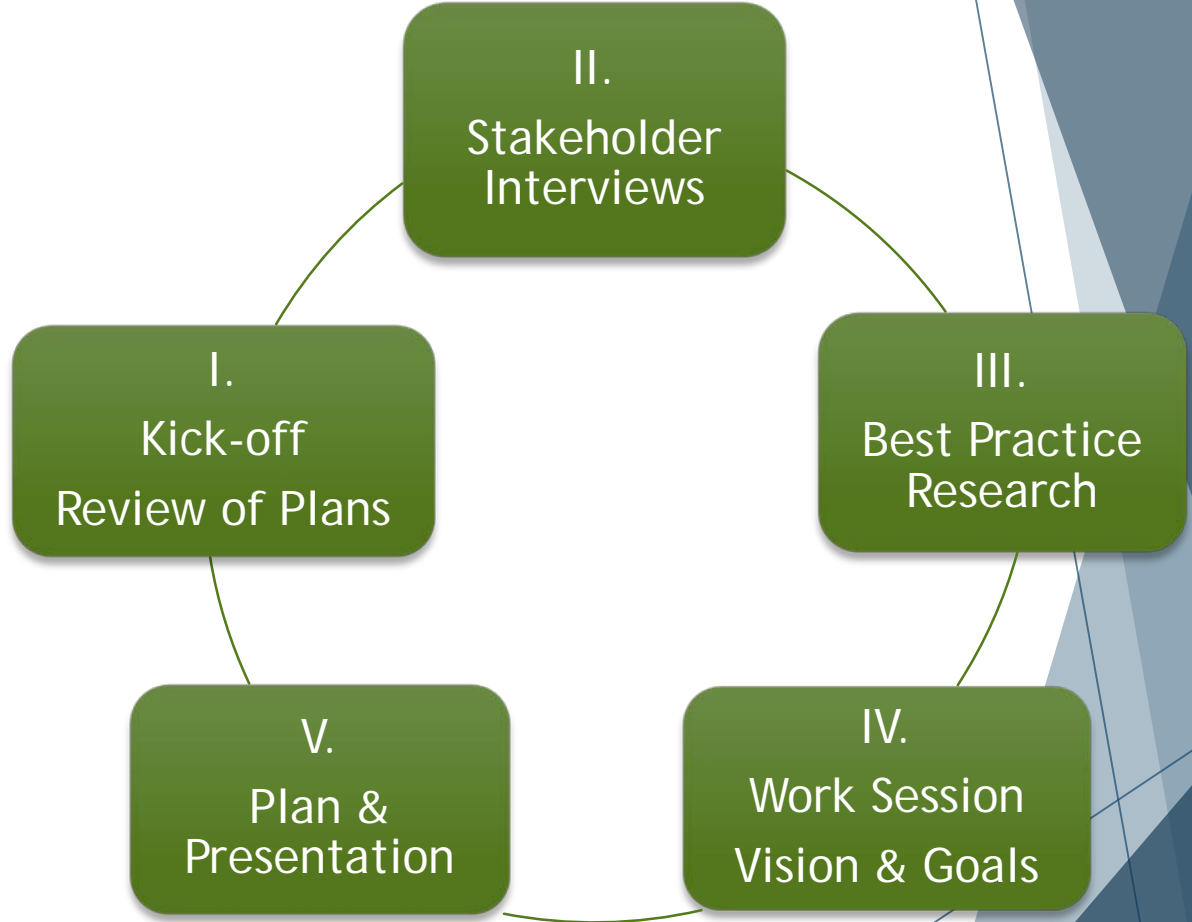 I.
Kick-off
Review of Plans
II.
Stakeholder
Interviews
III.
Best Practice
Research
IV.
Work Session
Vision & Goals
V.
Plan &
Presentation